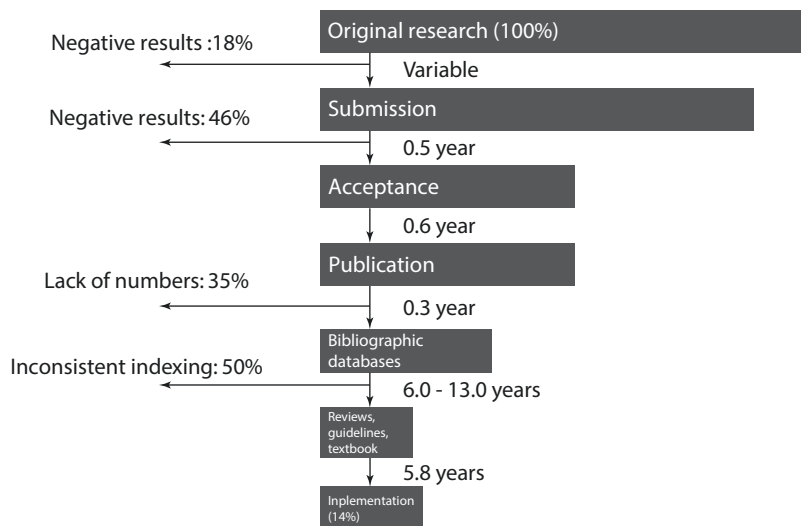 Original research (100%)
Negative results :18%
Variable
Submission
Negative results: 46%
0.5 year
Acceptance
0.6 year
Publication
Lack of numbers: 35%
0.3 year
Bibliographic
databases
Inconsistent indexing: 50%
6.0 - 13.0 years
Reviews,
guidelines,
textbook
5.8 years
Inplementation
(14%)